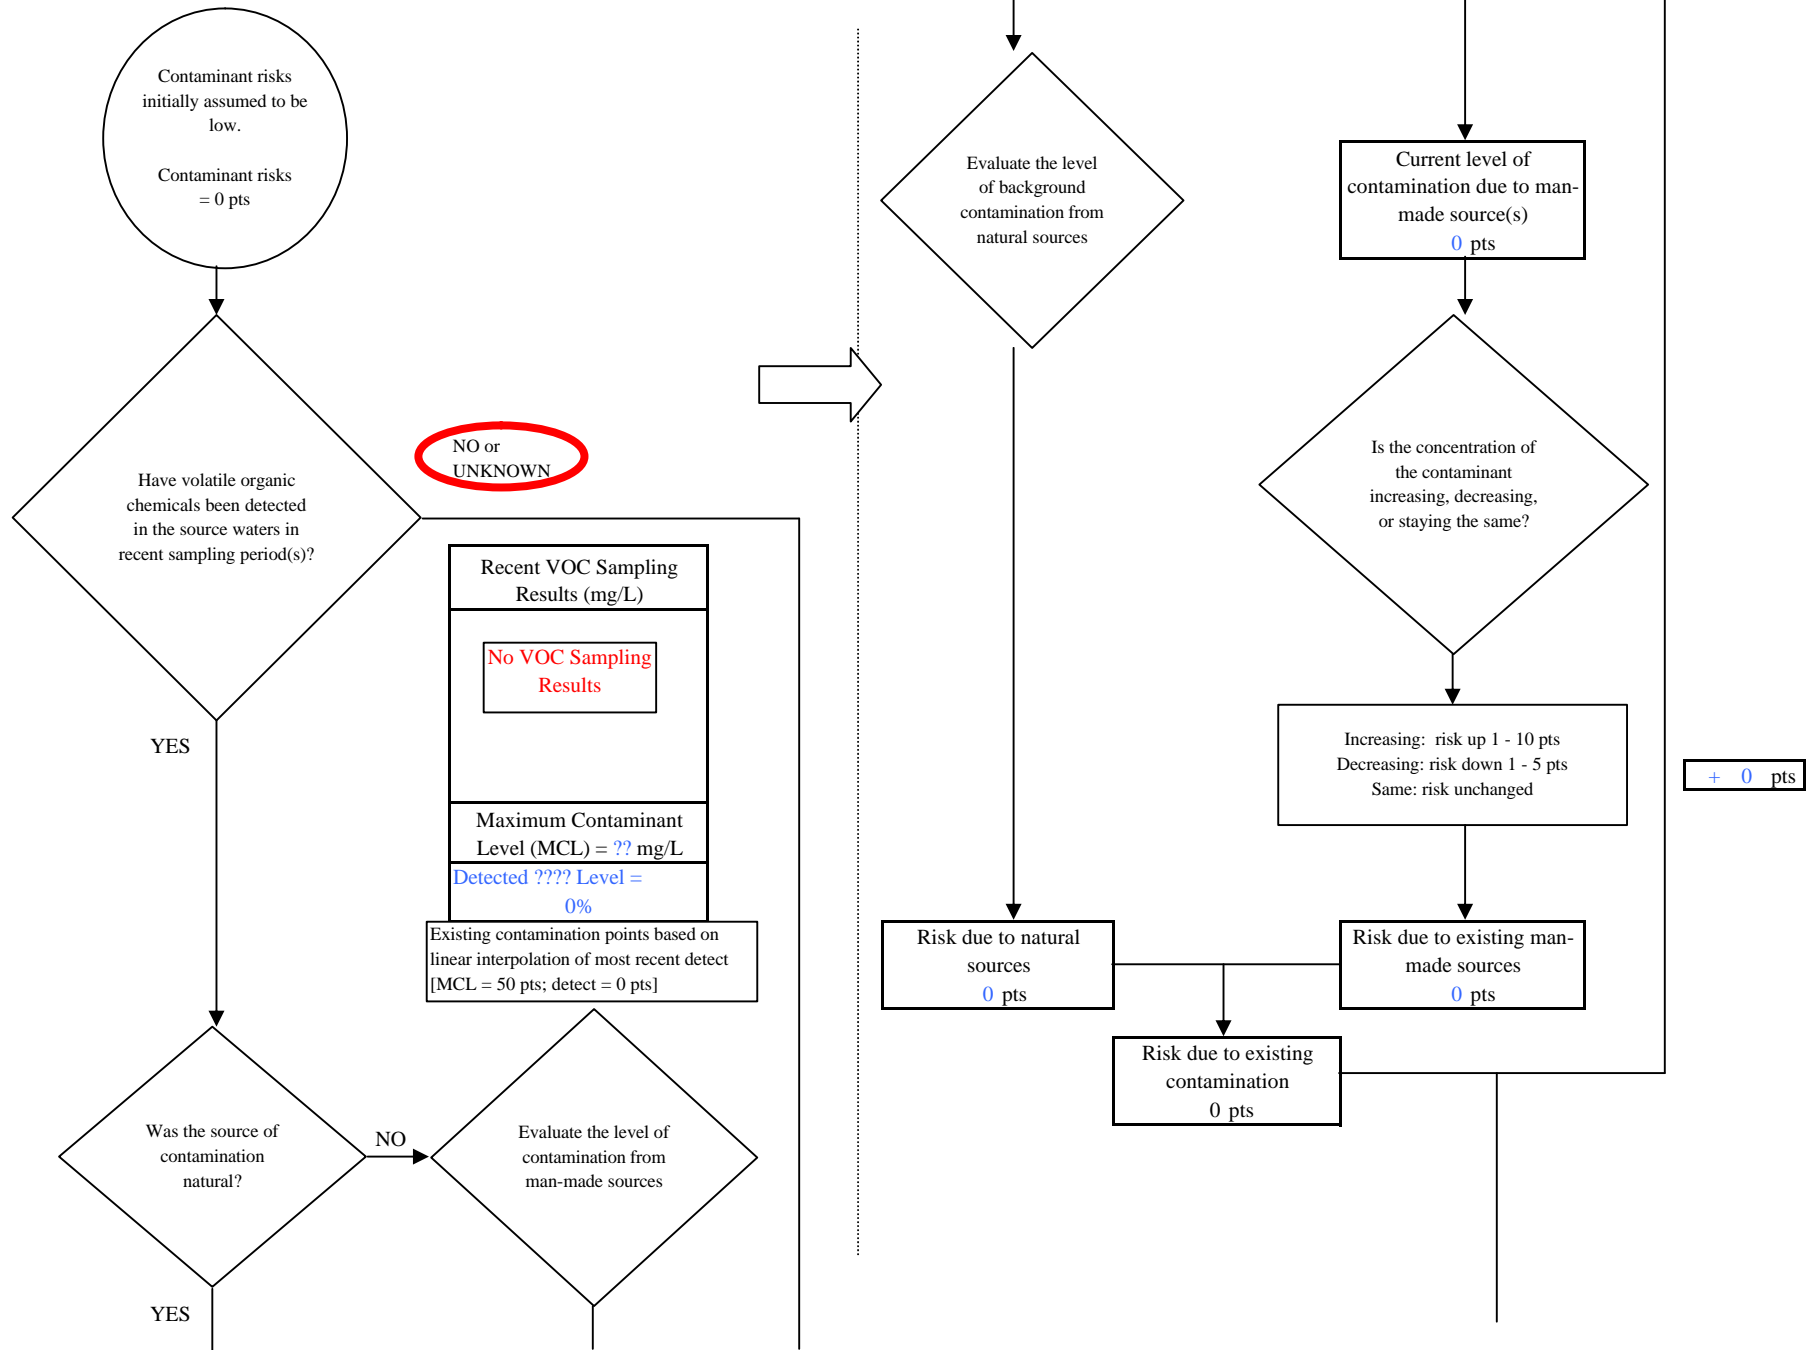 Contaminant risks
initially assumed to be
low.
Contaminant risks
= 0 pts
Have volatile organic
chemicals been detected
in the source waters in
recent sampling period(s)?
NO or
UNKNOWN
YES
Recent VOC Sampling
Results (mg/L)
No VOC Sampling
Results
Maximum Contaminant
Level (MCL) = ?? mg/L
Detected ???? Level =
0%
Existing contamination points based on
linear interpolation of most recent detect
[MCL = 50 pts; detect = 0 pts]
Was the source of
contamination
natural?
NO
Evaluate the level of
contamination from
man-made sources
YES
Evaluate the level
of background
contamination from
natural sources
Current level of
contamination due to man-
made source(s)
0 pts
Is the concentration of
the contaminant
increasing, decreasing,
or staying the same?
Increasing: risk up 1 - 10 pts
Decreasing: risk down 1 - 5 pts
Same: risk unchanged
+ 0 pts
Risk due to natural
sources
0 pts
Risk due to existing man-
made sources
0 pts
Risk due to existing
contamination
0 pts